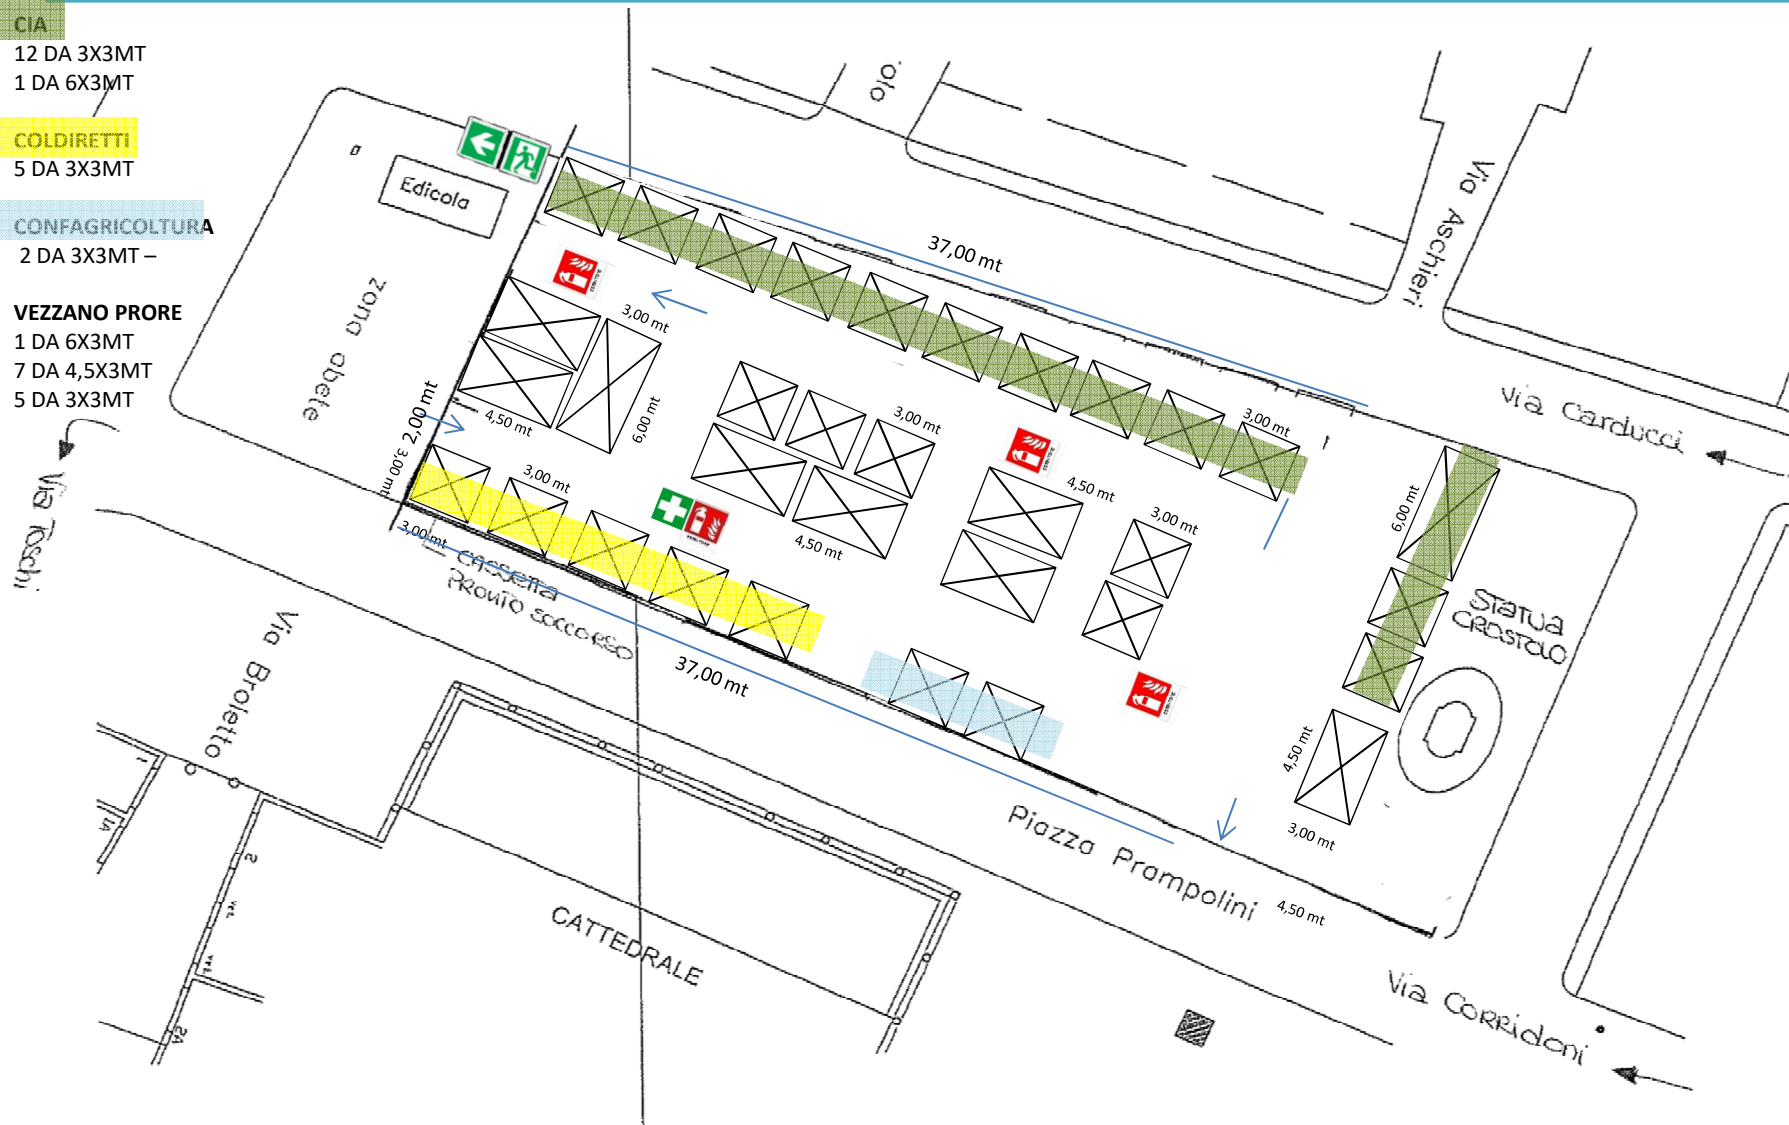 CIA
12 DA 3X3MT
1 DA 6X3MT
COLDIRETTI
5 DA 3X3MT
CONFAGRICOLTURA
2 DA 3X3MT –
VEZZANO PRORE
1 DA 6X3MT
7 DA 4,5X3MT
5 DA 3X3MT
olo
Via Aschieri
Edicola
zona abete
37,00 mt
3,00 mt
6,00 mt
4,50 mt
2,00 mt
3,00 mt
3,00 mt
3,00 mt
3,00 mt
4,50 mt
4,50 mt
3,00 mt
3,00 mt
6,00 mt
4,50 mt
3,00 mt
4,50 mt
37,00 mt
Via Carducci
STATUA
CROSTOLO
Via Toschi
CASSETTA
PRONTO SOCCORSO
Via Broletto
Piazza Prampolini
CATTEDRALE
Via Corridoni